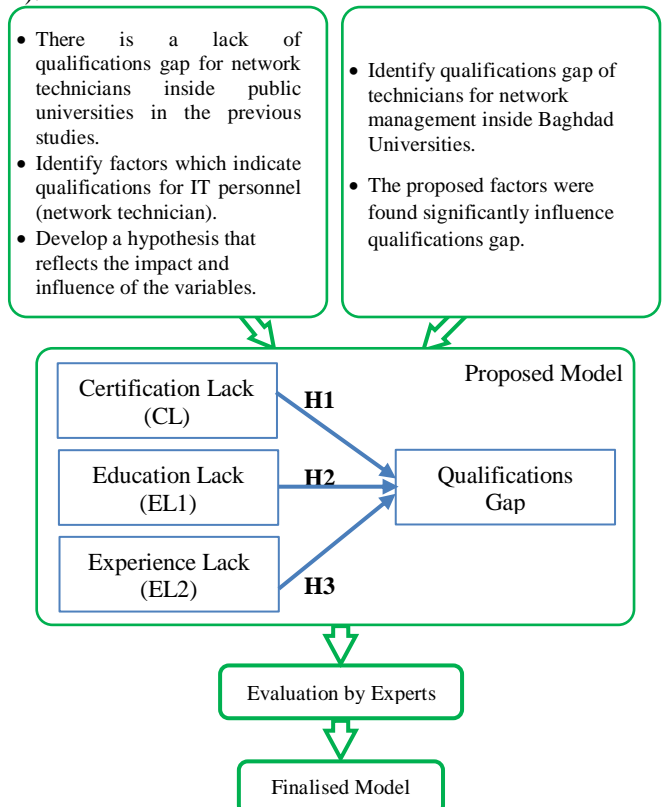 ).
• There is a lack of
qualifications gap for network
technicians inside public
universities in the previous
studies.
• Identify factors which indicate
qualifications for IT personnel
(network technician).
• Develop a hypothesis that
reflects the impact and
influence of the variables.
• Identify qualifications gap of
technicians for network
management inside Baghdad
Universities.
• The proposed factors were
found significantly influence
qualifications gap.
Proposed Model
Certification Lack
(CL)
H1
Education Lack
(EL1)
H2
Qualifications
Gap
Experience Lack
(EL2)
H3
Evaluation by Experts
Finalised Model